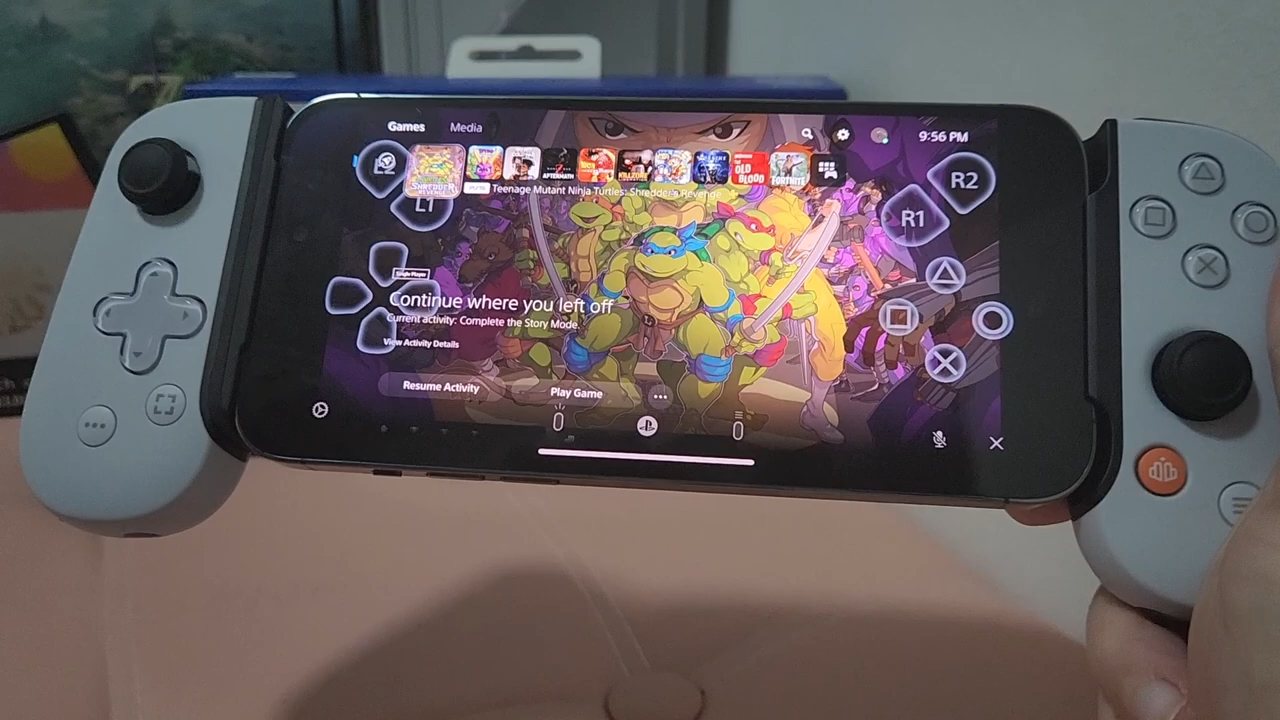 Games
Media
9:56 PM
L2
SHREDDER'S
AFTERMATH
KILLZONE
OLD
BLOOD
FORTNITE
R2
PS5
Teenage Mutant Ninja Turtles: Shredder's Revenge
L1
R1
Single Player
Continue where you left off
Current activity: Complete the Story Mode
View Activity Details
Resume Activity
Play Game